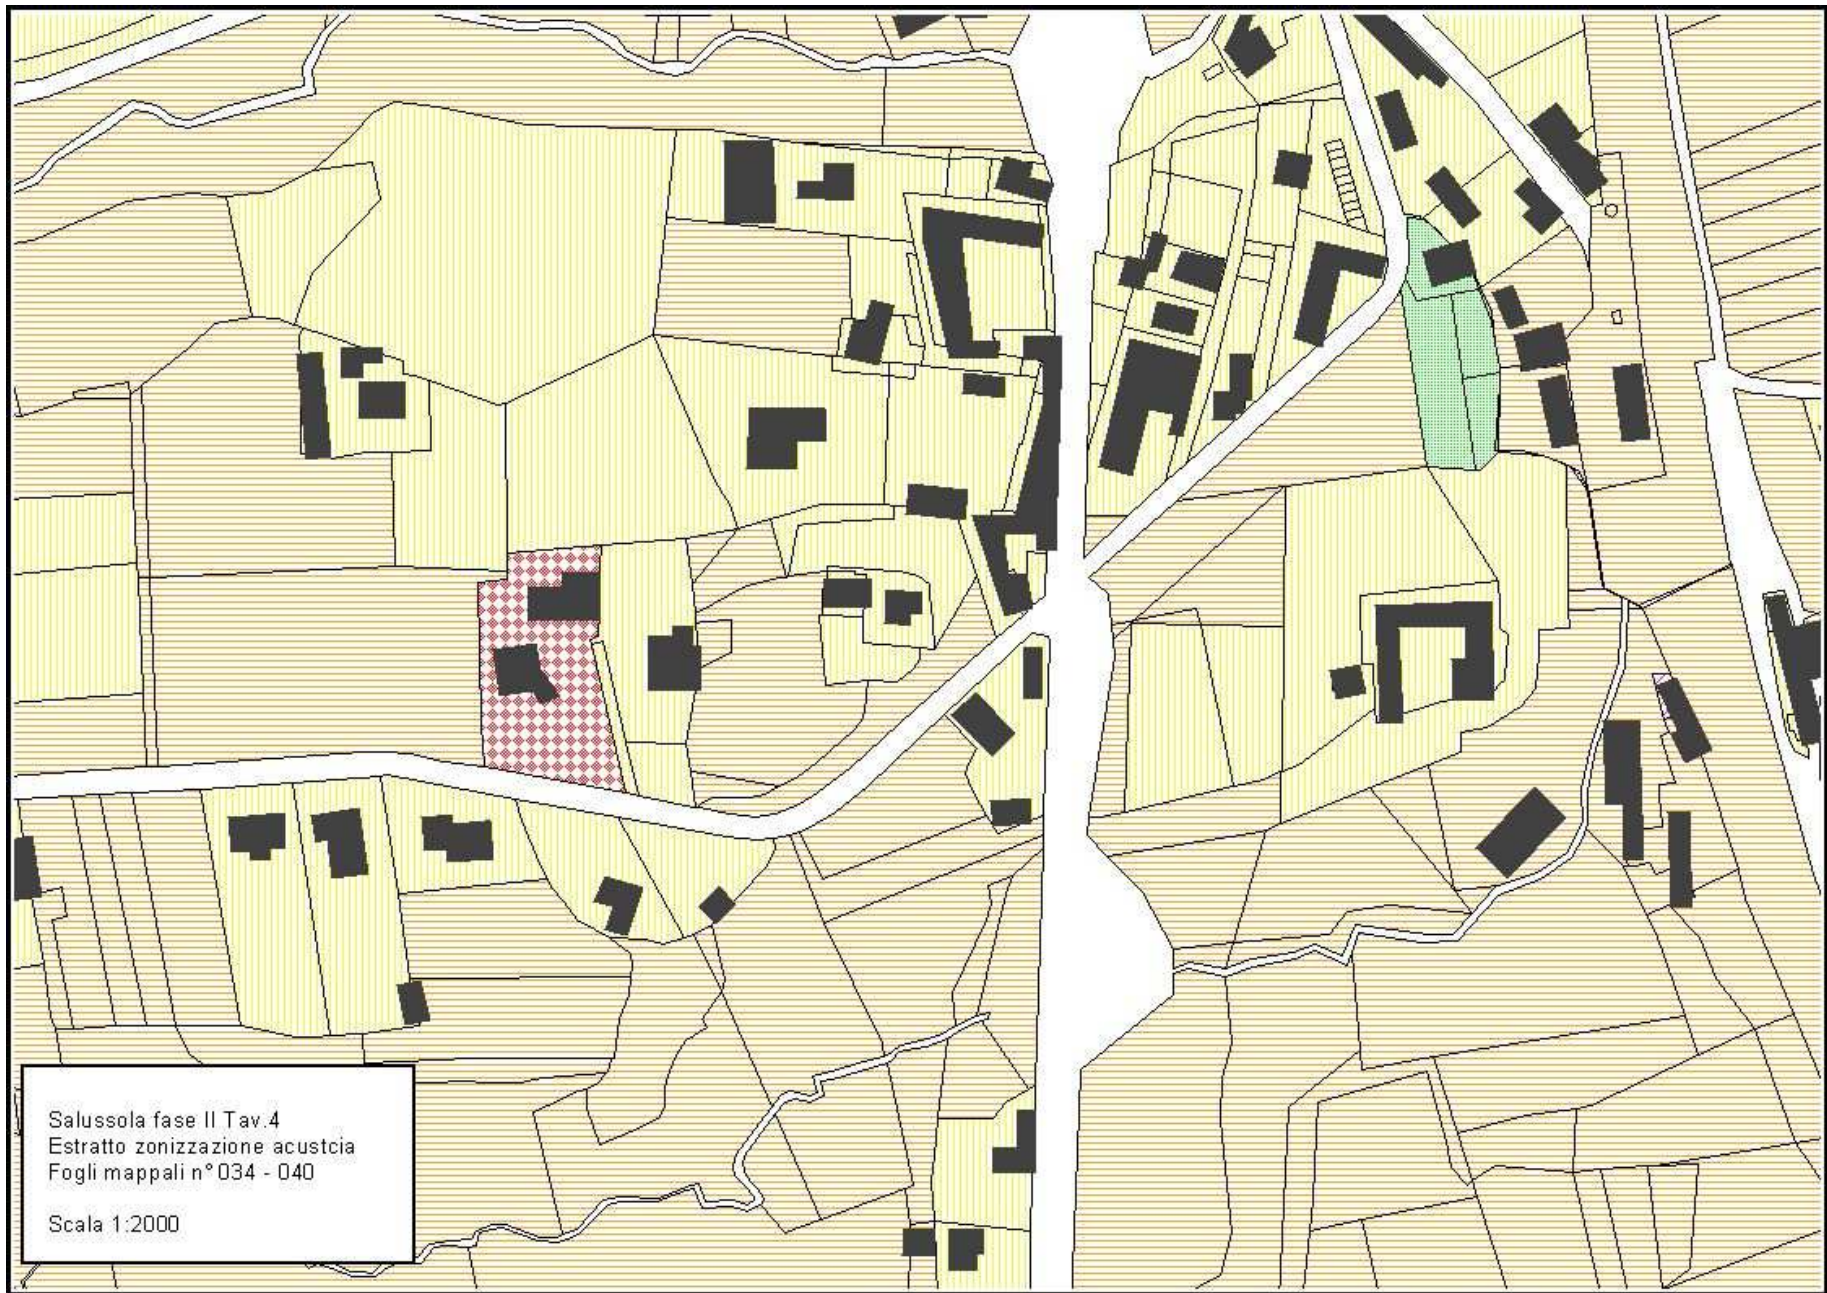 Salussola fase II Tav.4
Estratto zonizzazione acustcia
Fogli mappali n° 034 - 040
Scala 1:2000